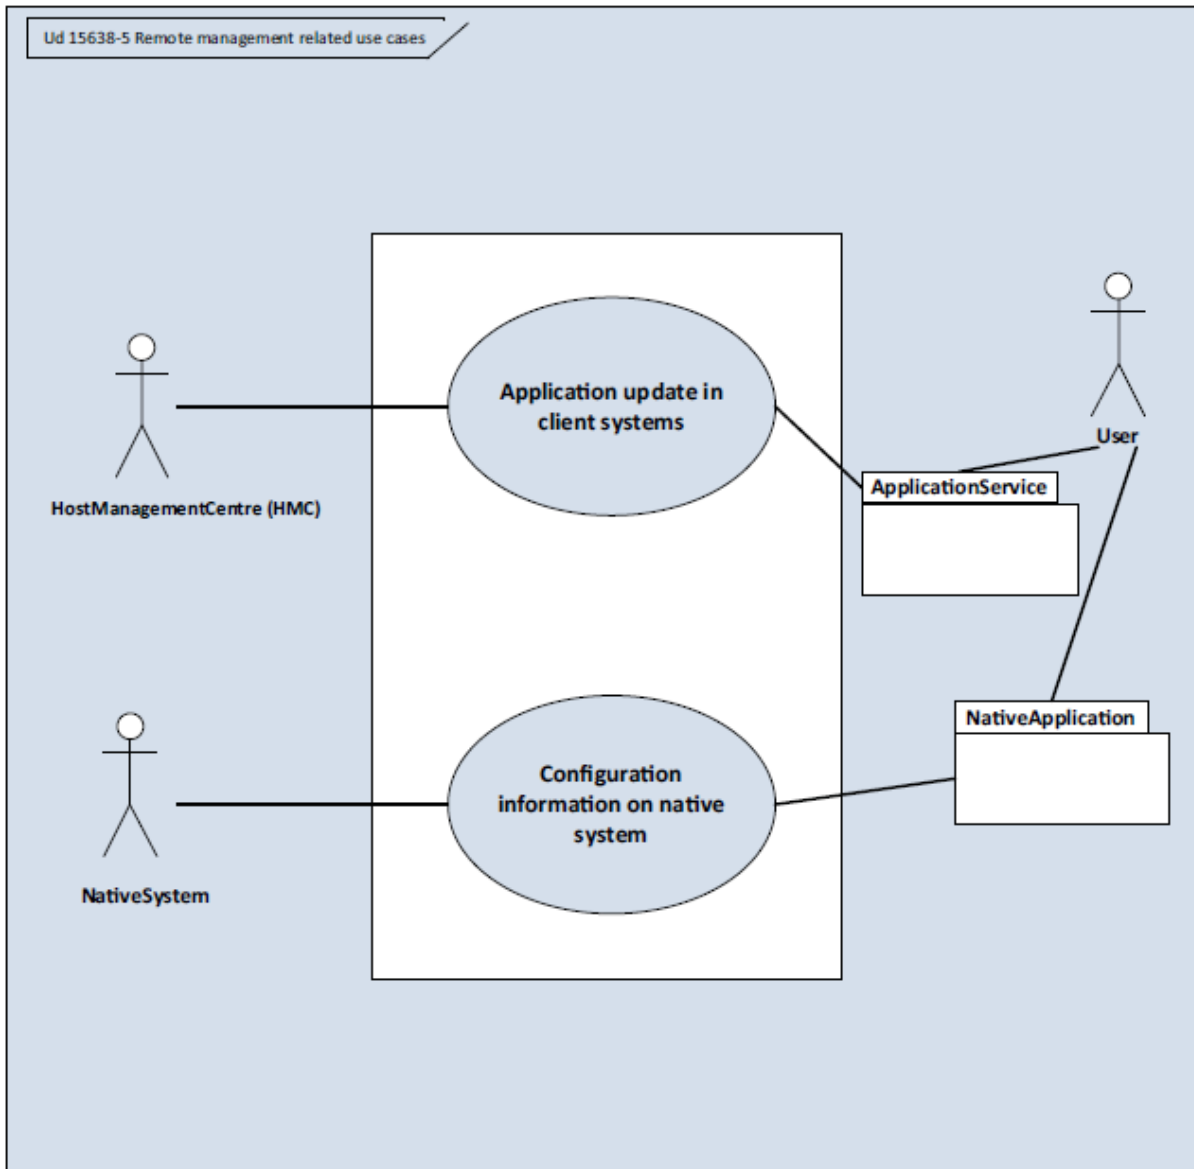 Ud 15638-5 Remote management related use cases
Application update in
client systems
HostManagementCentre (HMC)
User
ApplicationService
NativeApplication
Configuration
information on native
system
NativeSystem